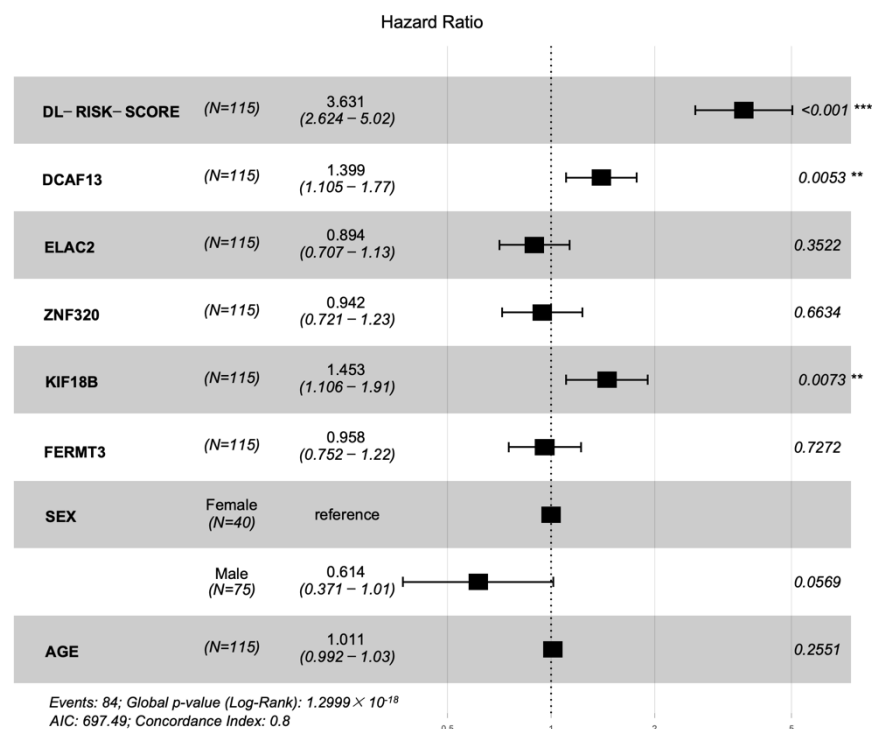 Hazard Ratio
DL–RISK–SCORE (N=115) 3.631 <0.001 ***
(2.624 – 5.02)
DCAF13 (N=115) 1.399 0.0053 **
(1.105 – 1.77)
ELAC2 (N=115) 0.894 0.3522
(0.707 – 1.13)
ZNF320 (N=115) 0.942 0.6634
(0.721 – 1.23)
KIF18B (N=115) 1.453 0.0073 **
(1.106 – 1.91)
FERMT3 (N=115) 0.958 0.7272
(0.752 – 1.22)
SEX Female reference
(N=40)
Male 0.614 0.0569
(N=75) (0.371 – 1.01)
AGE (N=115) 1.011 0.2551
(0.992 – 1.03)
Events: 84; Global p-value (Log-Rank): 1.2999×10⁻¹⁸
AIC: 697.49; Concordance Index: 0.8
0.5 1 2 5